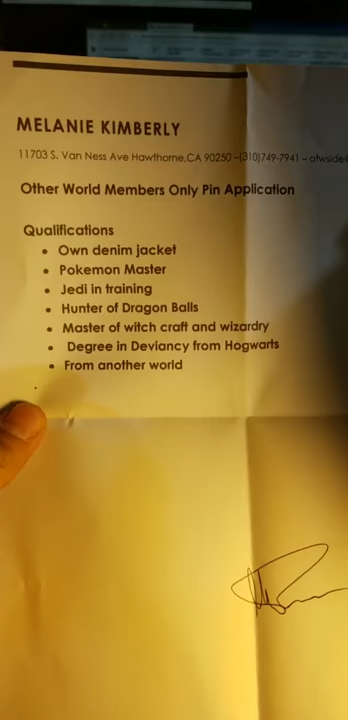 MELANIE KIMBERLY
11703 S. Van Ness Ave Hawthorne,CA 90250 –(310)749-7941 – otwside
Other World Members Only Pin Application
Qualifications
• Own denim jacket
• Pokemon Master
• Jedi in training
• Hunter of Dragon Balls
• Master of witch craft and wizardry
• Degree in Deviancy from Hogwarts
• From another world